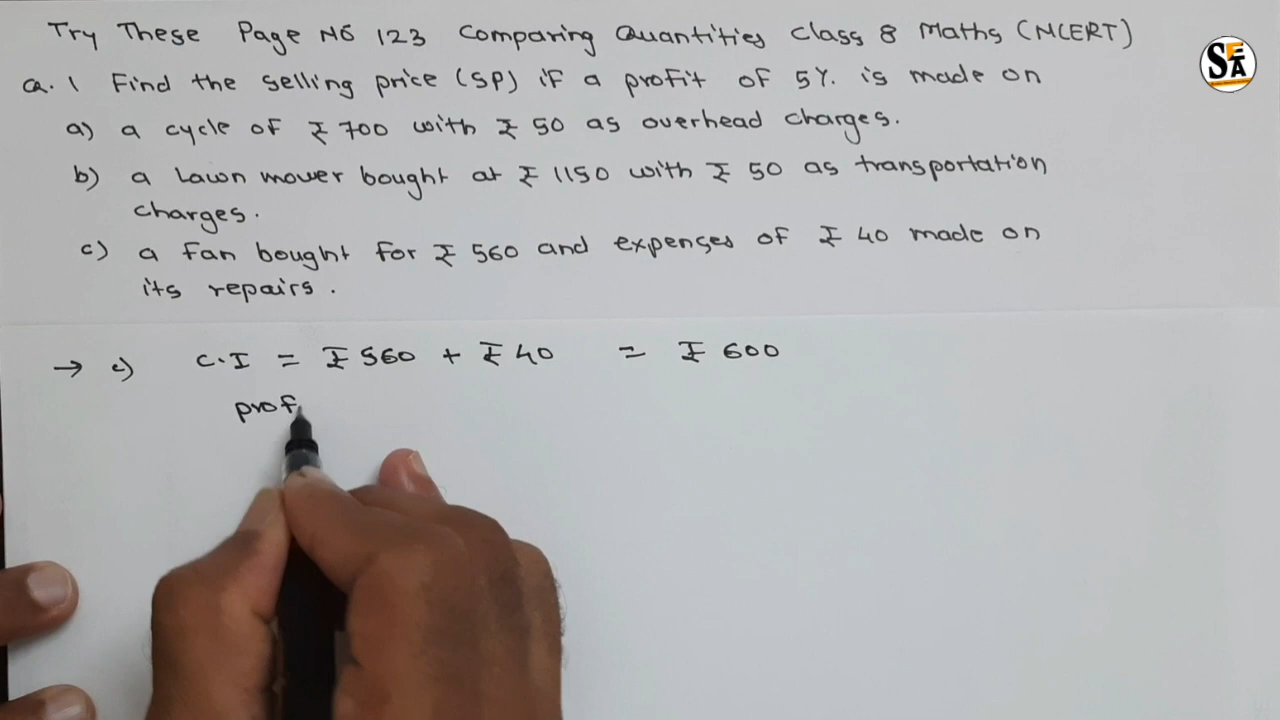 Try These Page No 123 Comparing Quantities Class 8 Maths (NCERT)
Q.1 Find the selling price (SP) if a profit of 5% is made on
a) a cycle of ₹ 700 with ₹ 50 as overhead charges.
b) a lawn mower bought at ₹ 1150 with ₹ 50 as transportation
charges.
c) a fan bought for ₹ 560 and expenses of ₹ 40 made on
its repairs.
→ c) C.I = ₹ 560 + ₹ 40 = ₹ 600
prof
SFA